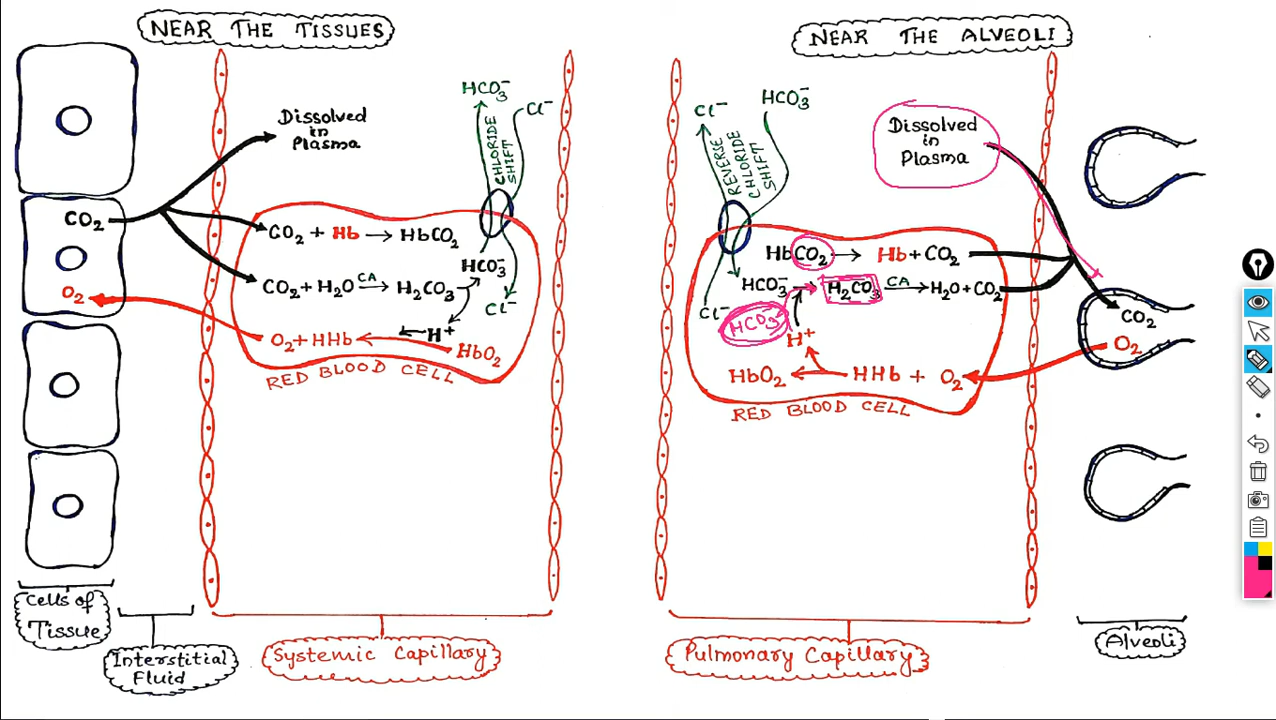 NEAR THE TISSUES
HCO₃⁻
Cl⁻
CHLORIDE
SHIFT
Dissolved
in
Plasma
CO₂
CO₂ + Hb → HbCO₂
HCO₃⁻
CO₂ + H₂O CA→ H₂CO₃
Cl⁻
O₂
H⁺
O₂ + HHb ← HbO₂
RED BLOOD CELL
Cells of
Tissue
Interstitial
Fluid
Systemic Capillary
NEAR THE ALVEOLI
Cl⁻
HCO₃⁻
REVERSE
CHLORIDE
SHIFT
Dissolved
in
Plasma
HbCO₂ → Hb + CO₂
HCO₃⁻ → H₂CO₃ CA→ H₂O + CO₂
Cl⁻
HCO₃⁻
H⁺
CO₂
O₂
HbO₂ ← HHb + O₂
RED BLOOD CELL
Pulmonary Capillary
Alveoli